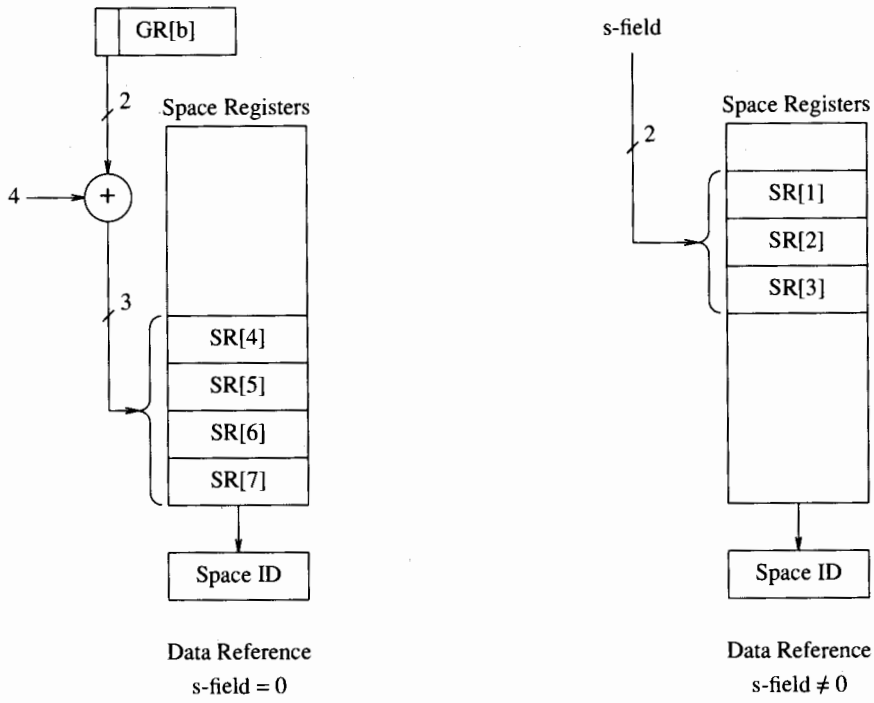 GR[b]
2
Space Registers
4
+
3
SR[4]
SR[5]
SR[6]
SR[7]
Space ID
Data Reference
s-field = 0
s-field
2
Space Registers
SR[1]
SR[2]
SR[3]
Space ID
Data Reference
s-field ≠ 0